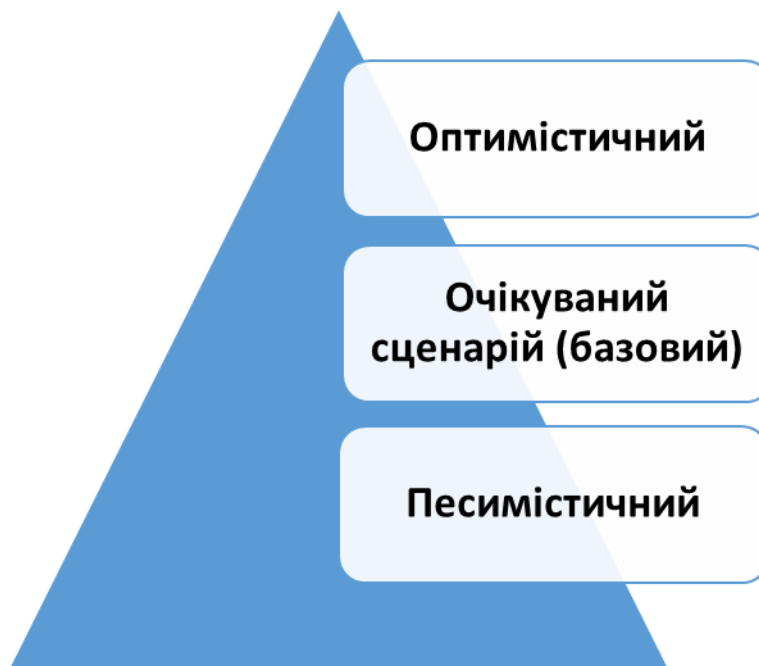 Оптимістичний
Очікуваний
сценарій (базовий)
Песимістичний